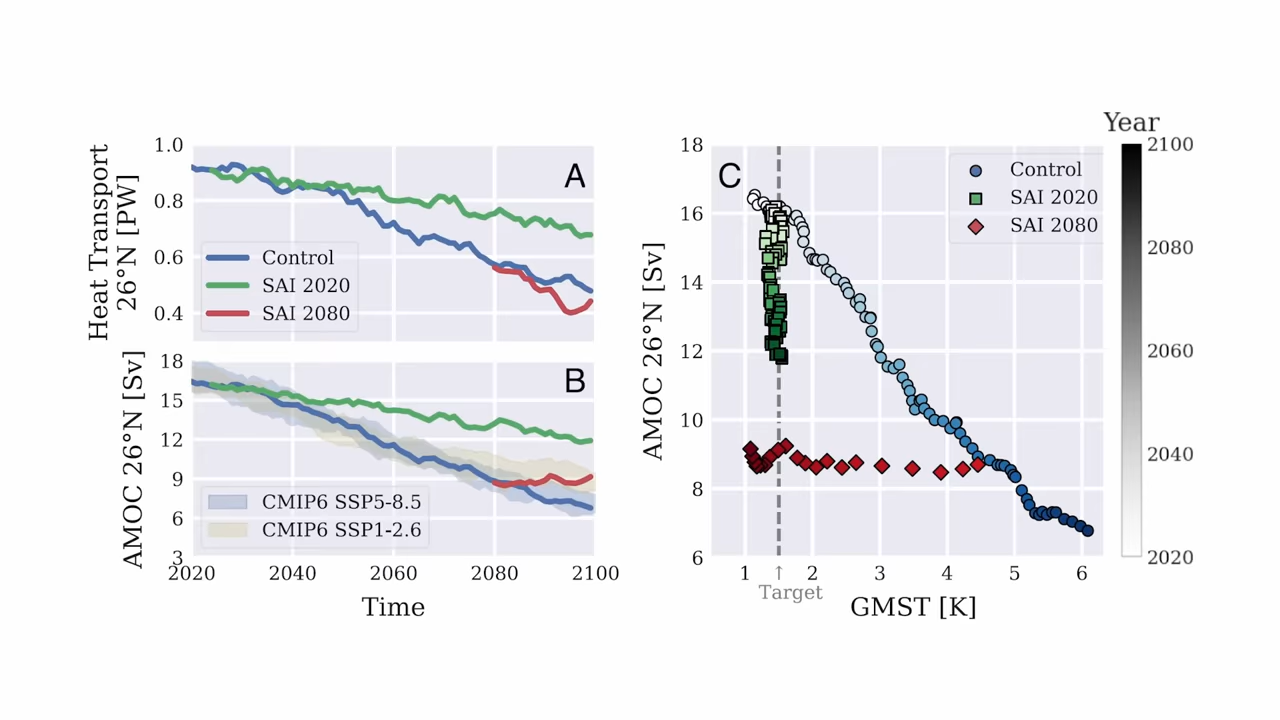 Heat Transport
26°N [PW]
1.0
0.8
0.6
0.4
A
Control
SAI 2020
SAI 2080
AMOC 26°N [Sv]
18
15
12
9
6
3
B
CMIP6 SSP5-8.5
CMIP6 SSP1-2.6
2020 2040 2060 2080 2100
Time
AMOC 26°N [Sv]
18
16
14
12
10
8
6
C
Control
SAI 2020
SAI 2080
1 2 3 4 5 6
↑
Target
GMST [K]
Year
2100
2080
2060
2040
2020